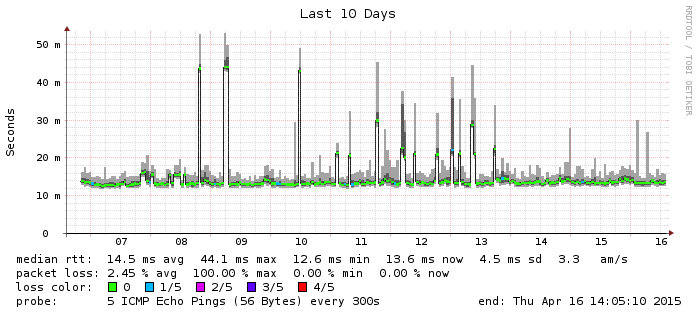 Last 10 Days
RRDTOOL / TOBI OETIKER
Seconds
50 m
40 m
30 m
20 m
10 m
0
07 08 09 10 11 12 13 14 15 16
median rtt: 14.5 ms avg 44.1 ms max 12.6 ms min 13.6 ms now 4.5 ms sd 3.3 am/s
packet loss: 2.45 % avg 100.00 % max 0.00 % min 0.00 % now
loss color: 0 1/5 2/5 3/5 4/5
probe: 5 ICMP Echo Pings (56 Bytes) every 300s end: Thu Apr 16 14:05:10 2015